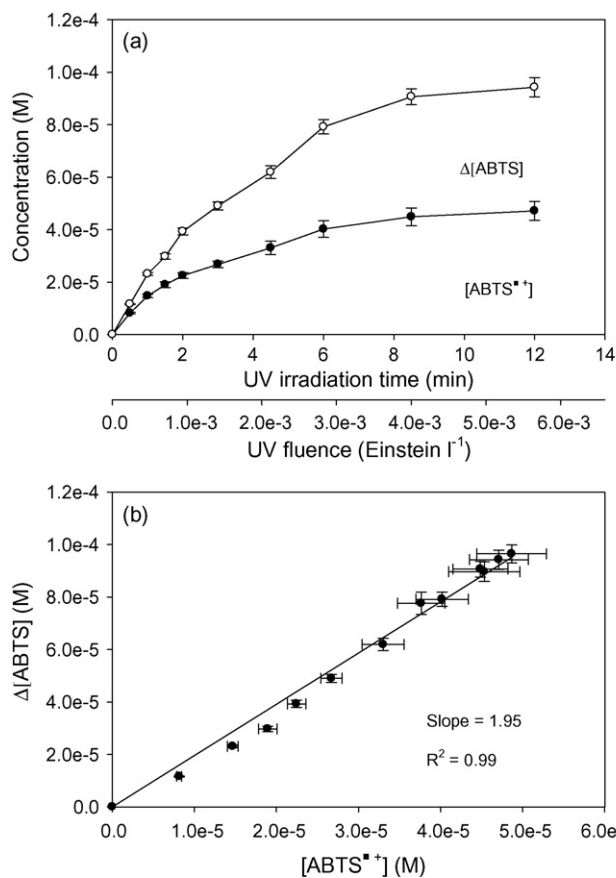 (a)
Concentration (M)
1.2e-4
1.0e-4
8.0e-5
6.0e-5
4.0e-5
2.0e-5
0.0
Δ[ABTS]
[ABTS■+]
0 2 4 6 8 10 12 14
UV irradiation time (min)
0.0 1.0e-3 2.0e-3 3.0e-3 4.0e-3 5.0e-3 6.0e-3
UV fluence (Einstein l-1)
(b)
Δ[ABTS] (M)
1.2e-4
1.0e-4
8.0e-5
6.0e-5
4.0e-5
2.0e-5
0.0
Slope = 1.95
R2 = 0.99
0.0 1.0e-5 2.0e-5 3.0e-5 4.0e-5 5.0e-5 6.0e
[ABTS■+] (M)